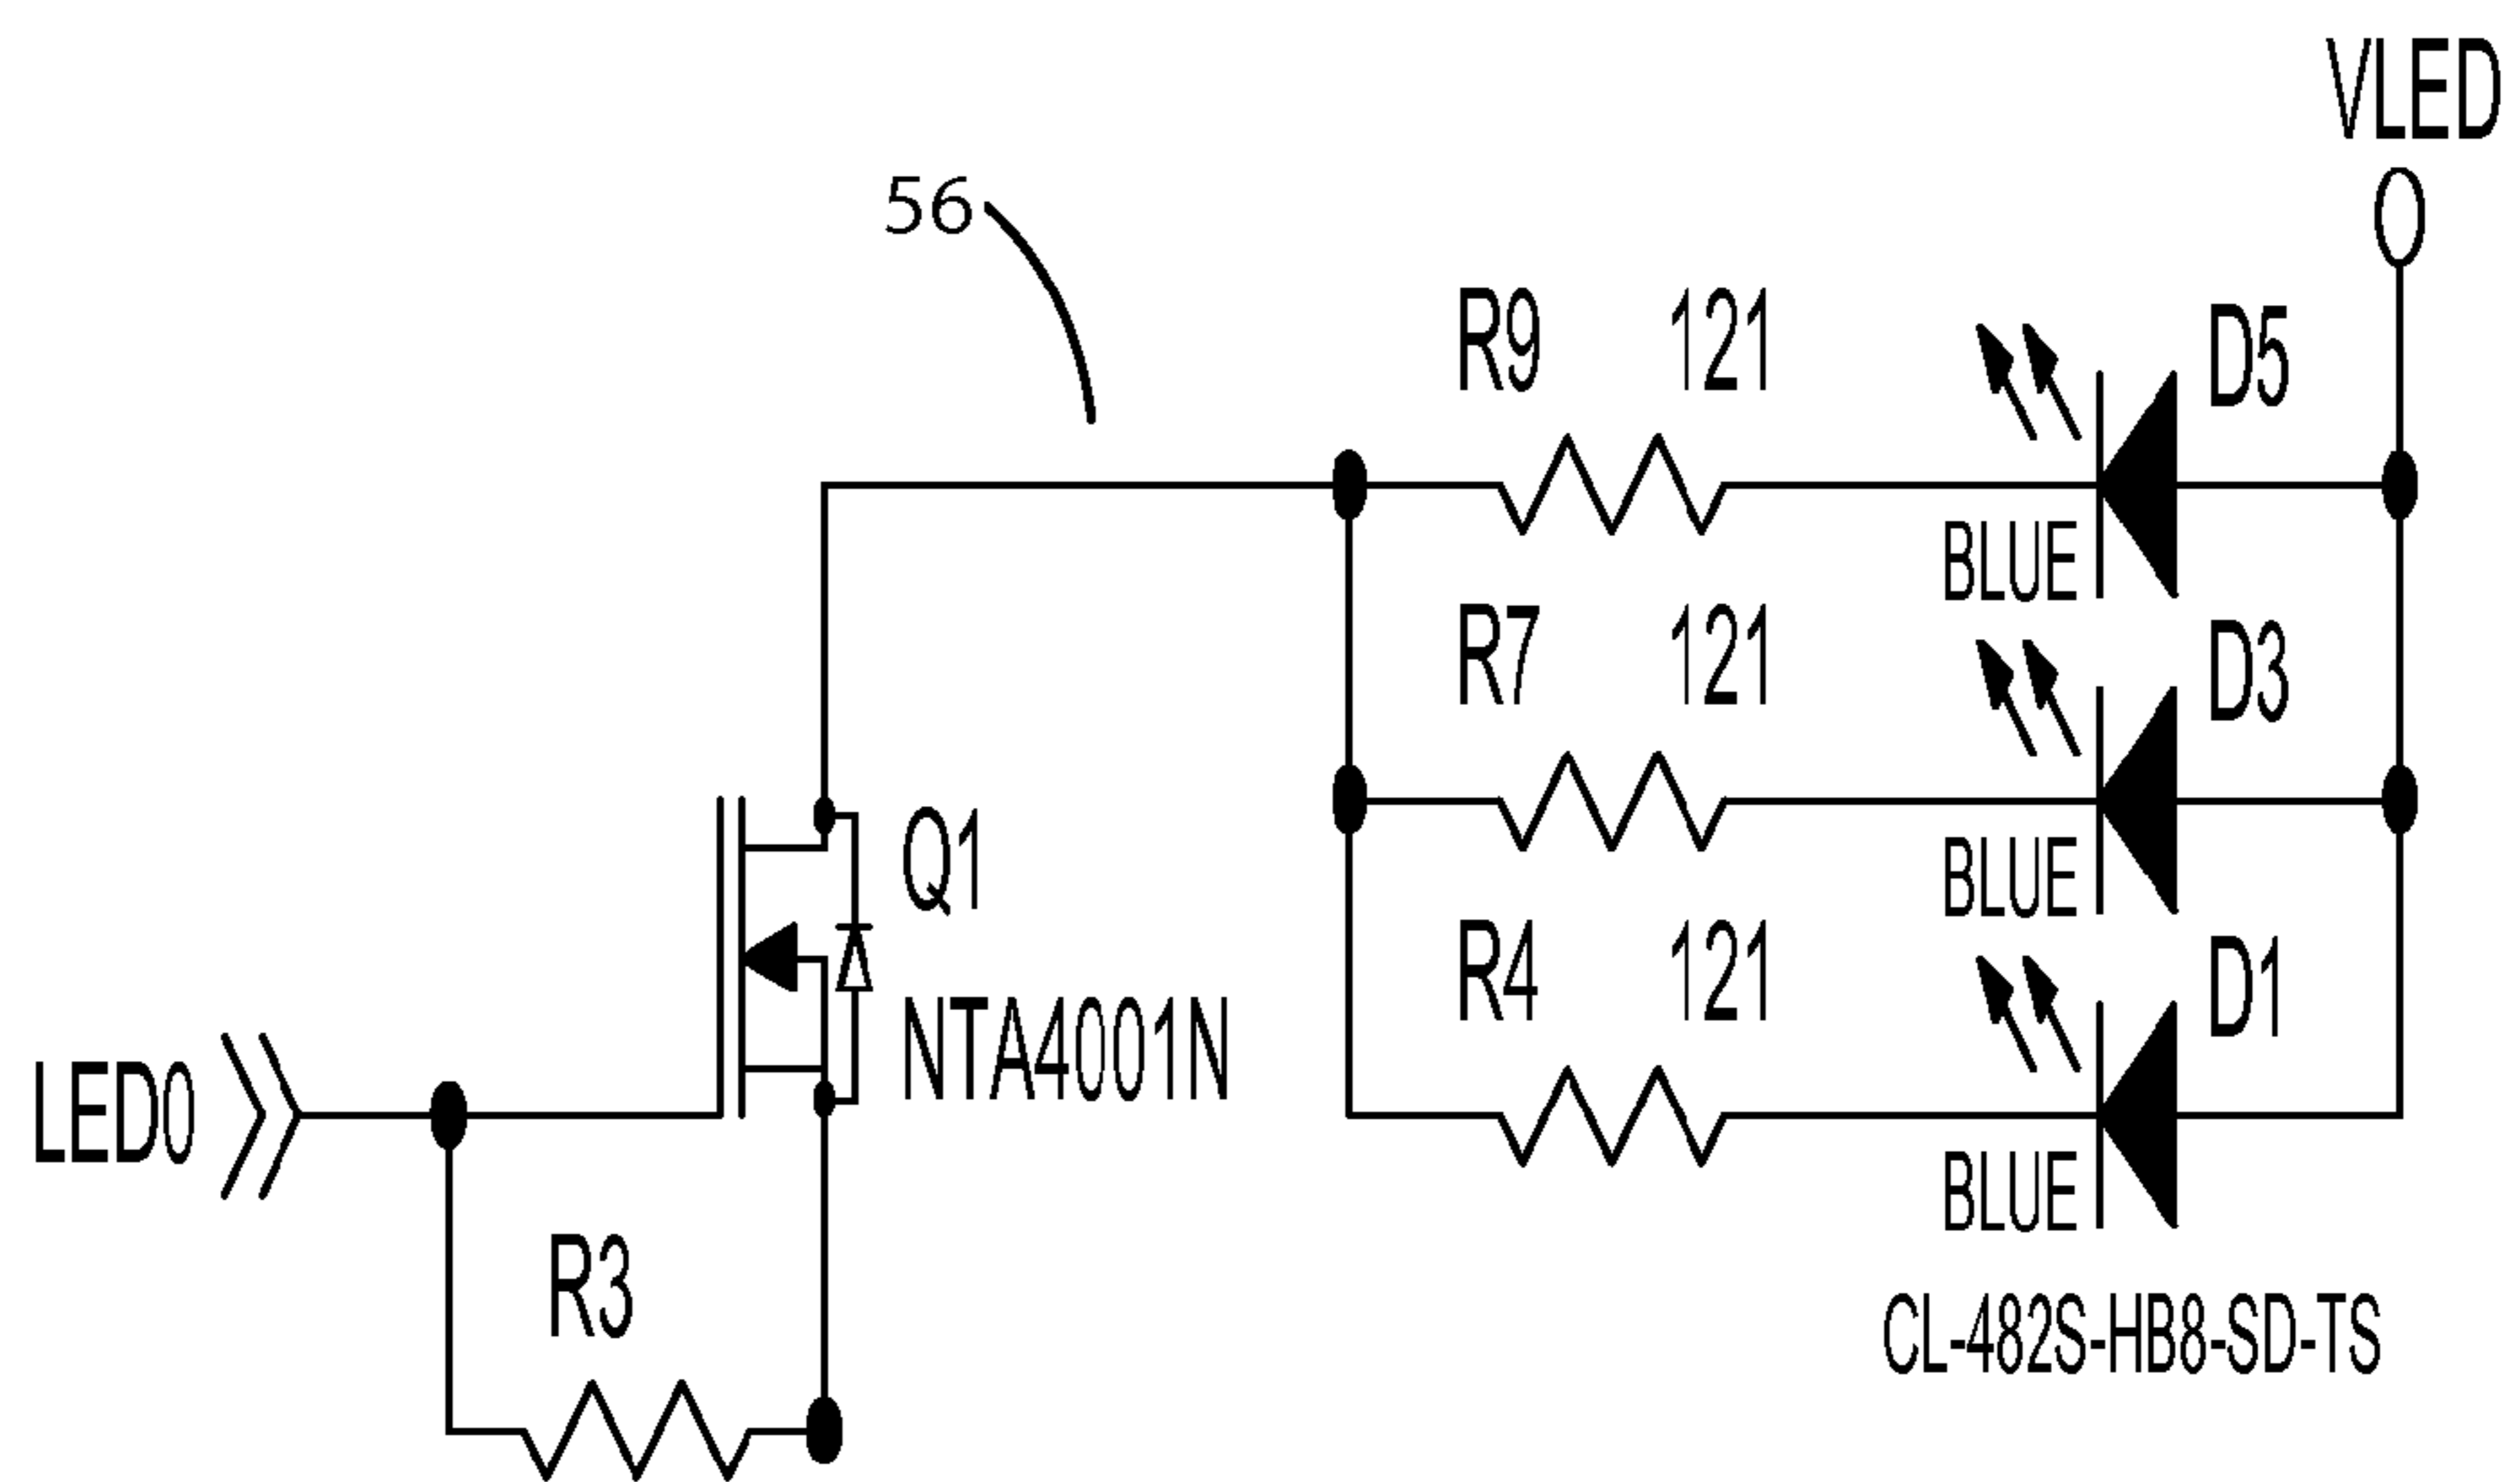 VLED
56
R9 121
D5
BLUE
R7 121
D3
BLUE
Q1
R4 121
D1
NTA4001N
LED0
BLUE
R3
CL-482S-HB8-SD-TS